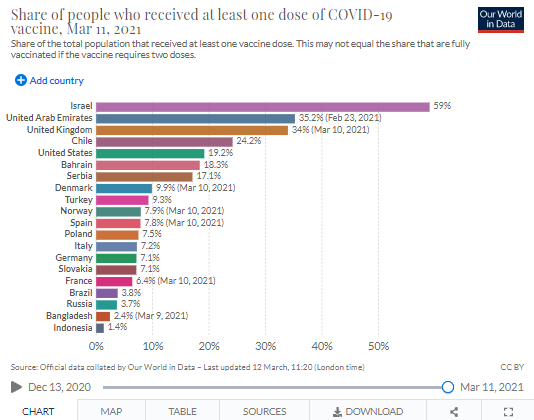 Share of people who received at least one dose of COVID-19
vaccine, Mar 11, 2021
Our World
in Data
Share of the total population that received at least one vaccine dose. This may not equal the share that are fully
vaccinated if the vaccine requires two doses.
Add country
Israel 59%
United Arab Emirates 35.2% (Feb 23, 2021)
United Kingdom 34% (Mar 10, 2021)
Chile 24.2%
United States 19.2%
Bahrain 18.3%
Serbia 17.1%
Denmark 9.9% (Mar 10, 2021)
Turkey 9.3%
Norway 7.9% (Mar 10, 2021)
Spain 7.8% (Mar 10, 2021)
Poland 7.5%
Italy 7.2%
Germany 7.1%
Slovakia 7.1%
France 6.4% (Mar 10, 2021)
Brazil 3.8%
Russia 3.7%
Bangladesh 2.4% (Mar 9, 2021)
Indonesia 1.4%
0% 10% 20% 30% 40% 50%
Source: Official data collated by Our World in Data – Last updated 12 March, 11:20 (London time) CC BY
Dec 13, 2020 Mar 11, 2021
CHART MAP TABLE SOURCES DOWNLOAD